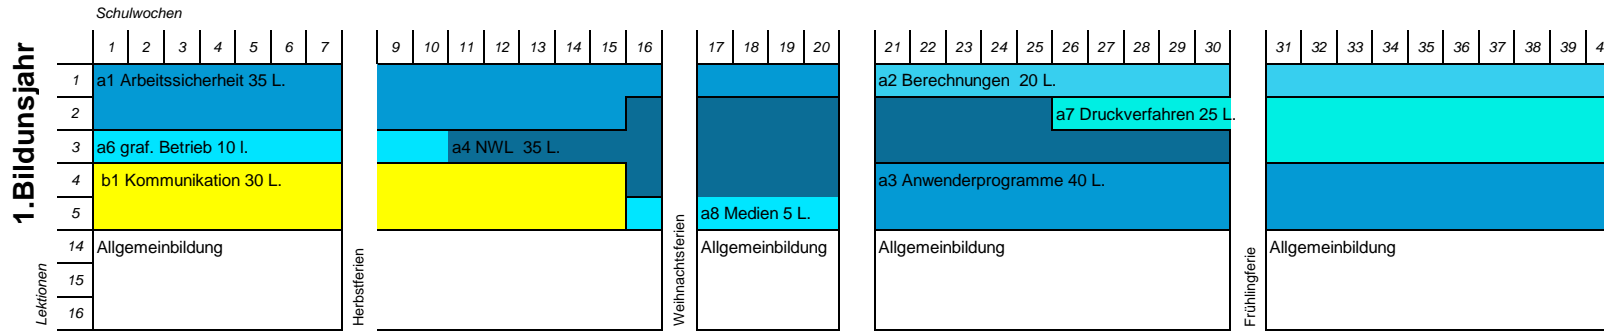 Schulwochen
1 2 3 4 5 6 7 9 10 11 12 13 14 15 16 17 18 19 20 21 22 23 24 25 26 27 28 29 30 31 32 33 34 35 36 37 38 39 4
1.Bildunsjahr
1 a1 Arbeitssicherheit 35 L. a2 Berechnungen 20 L.
2 a7 Druckverfahren 25 L.
3 a6 graf. Betrieb 10 l. a4 NWL 35 L.
4 b1 Kommunikation 30 L. a3 Anwenderprogramme 40 L.
5 a8 Medien 5 L.
14 Allgemeinbildung Allgemeinbildung Allgemeinbildung Allgemeinbildung
15
16
Lektionen
Herbstferien
Weihnachtsferien
Frühlingferie